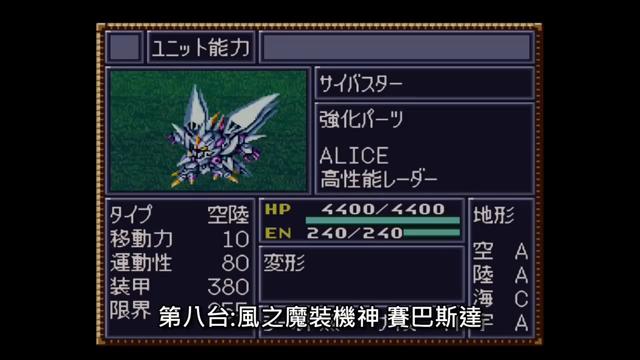 ユニット能力
サイバスター
強化パーツ
ALICE
高性能レーダー
タイプ 空陸
移動力 10
運動性 80
装甲 380
限界
HP 4400/4400
EN 240/240
変形
地形
空 A
陸 A
海 C
A
第八台:風之魔裝機神 賽巴斯達